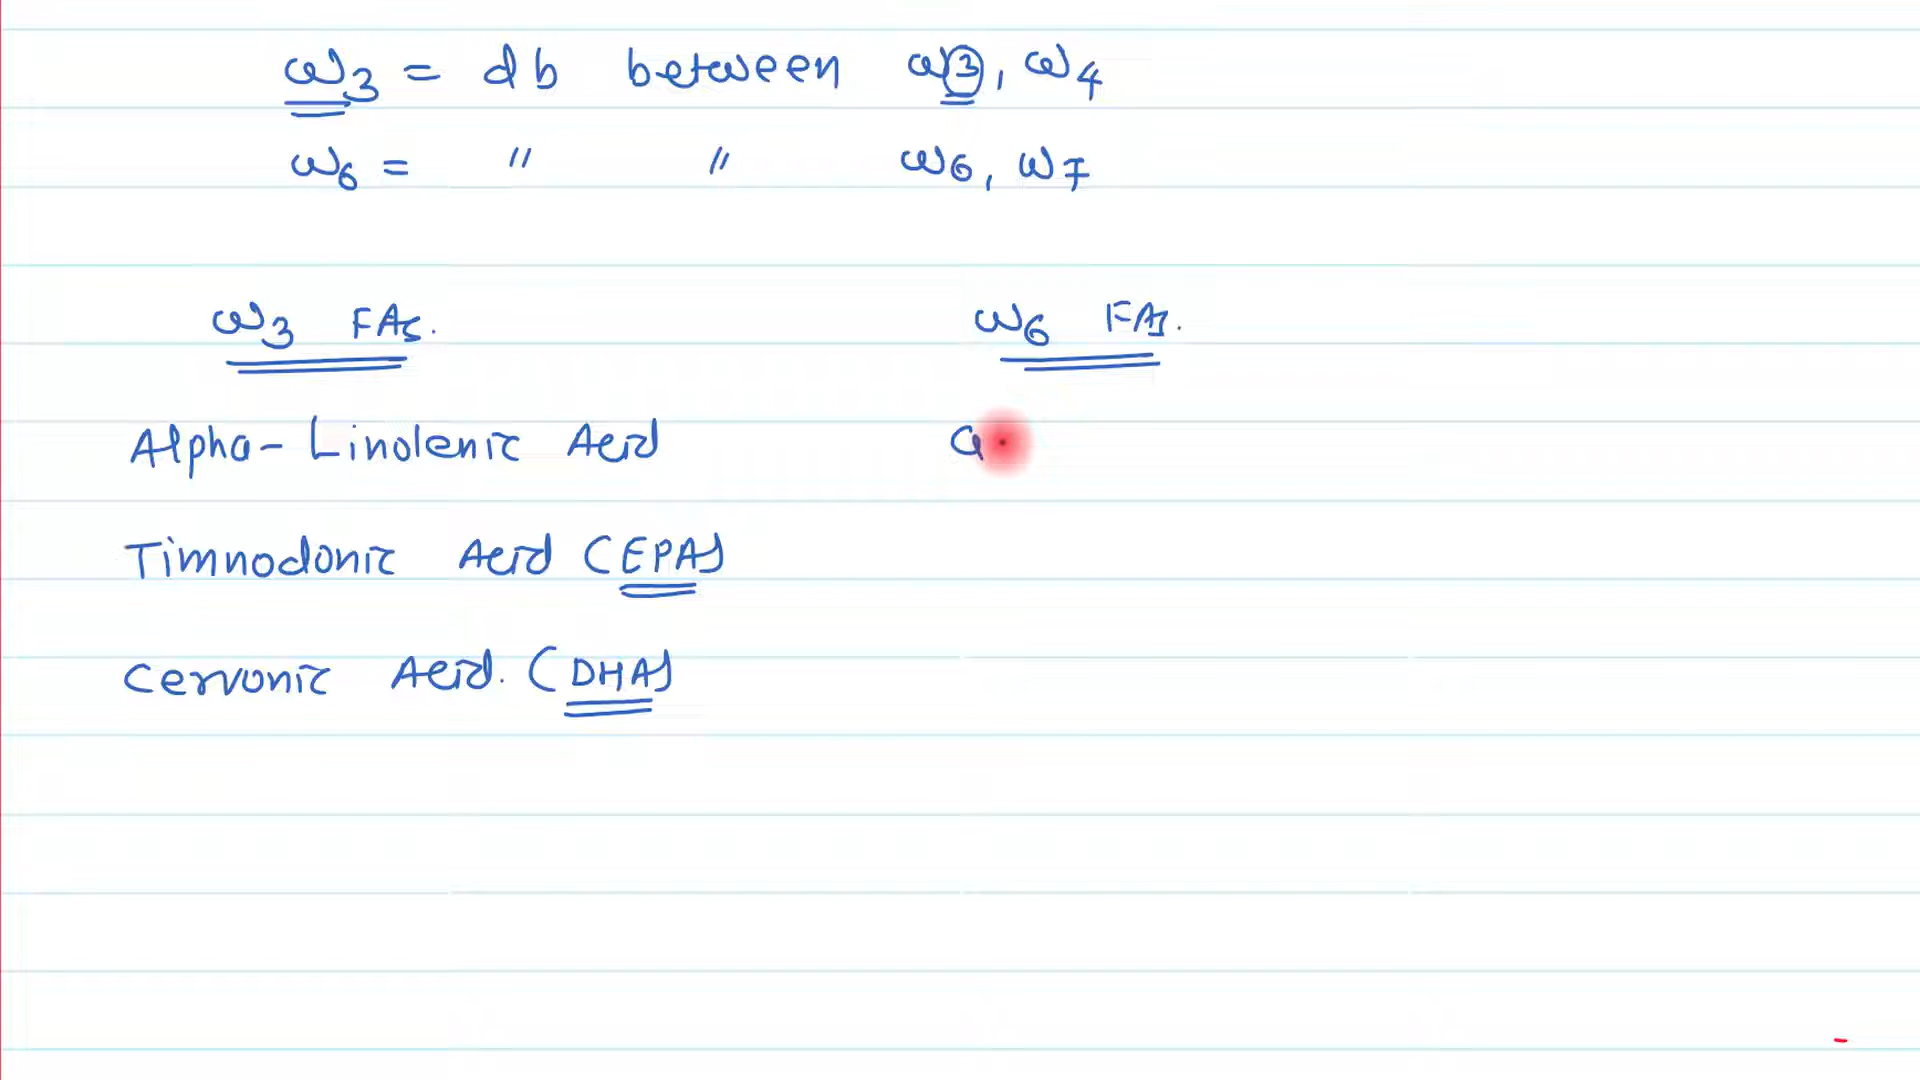 ω3 = db between ω3, ω4
ω6 = " " ω6, ω7
ω3 FAs. ω6 FAs.
Alpha-Linolenic Acid G
Timnodonic Acid (EPA)
Cervonic Acid. (DHA)